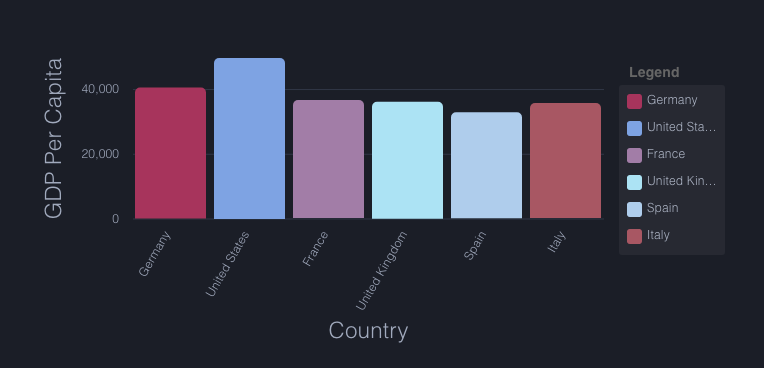 GDP Per Capita
40,000
20,000
0
Germany
United States
France
United Kingdom
Spain
Italy
Country
Legend
Germany
United Sta...
France
United Kin...
Spain
Italy